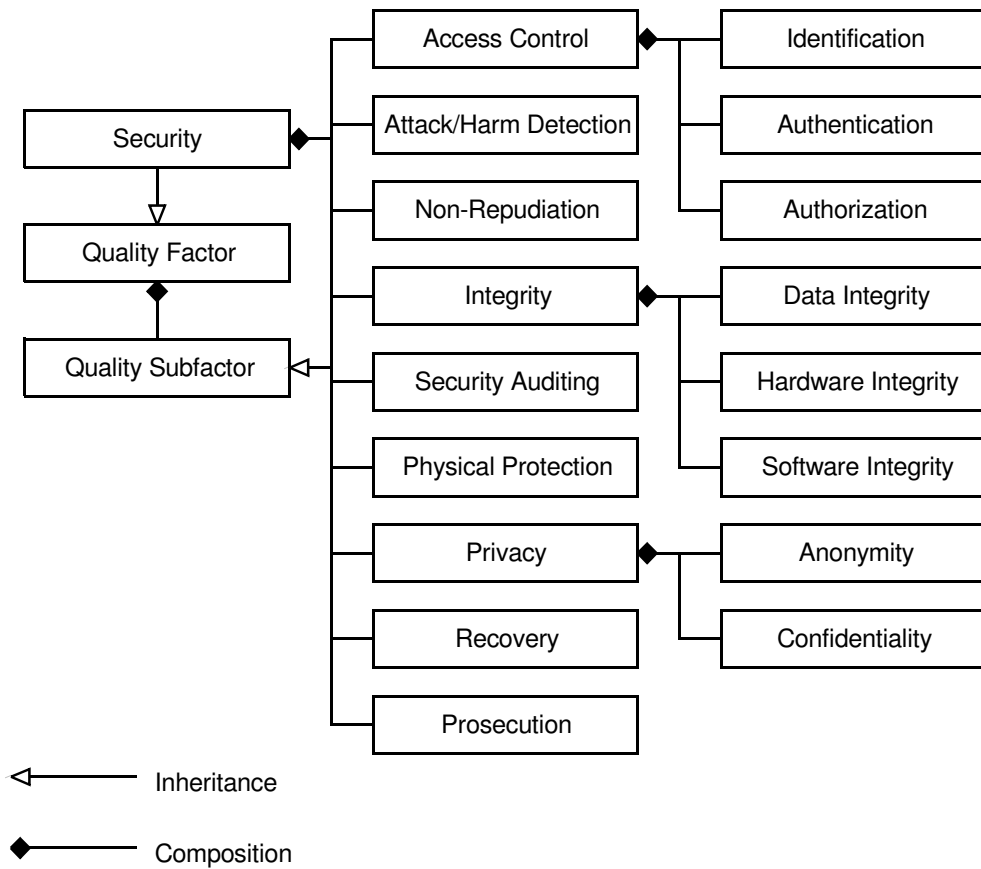 Access Control
Identification
Attack/Harm Detection
Authentication
Security
Non-Repudiation
Authorization
Quality Factor
Integrity
Data Integrity
Quality Subfactor
Security Auditing
Hardware Integrity
Physical Protection
Software Integrity
Privacy
Anonymity
Recovery
Confidentiality
Prosecution
Inheritance
Composition